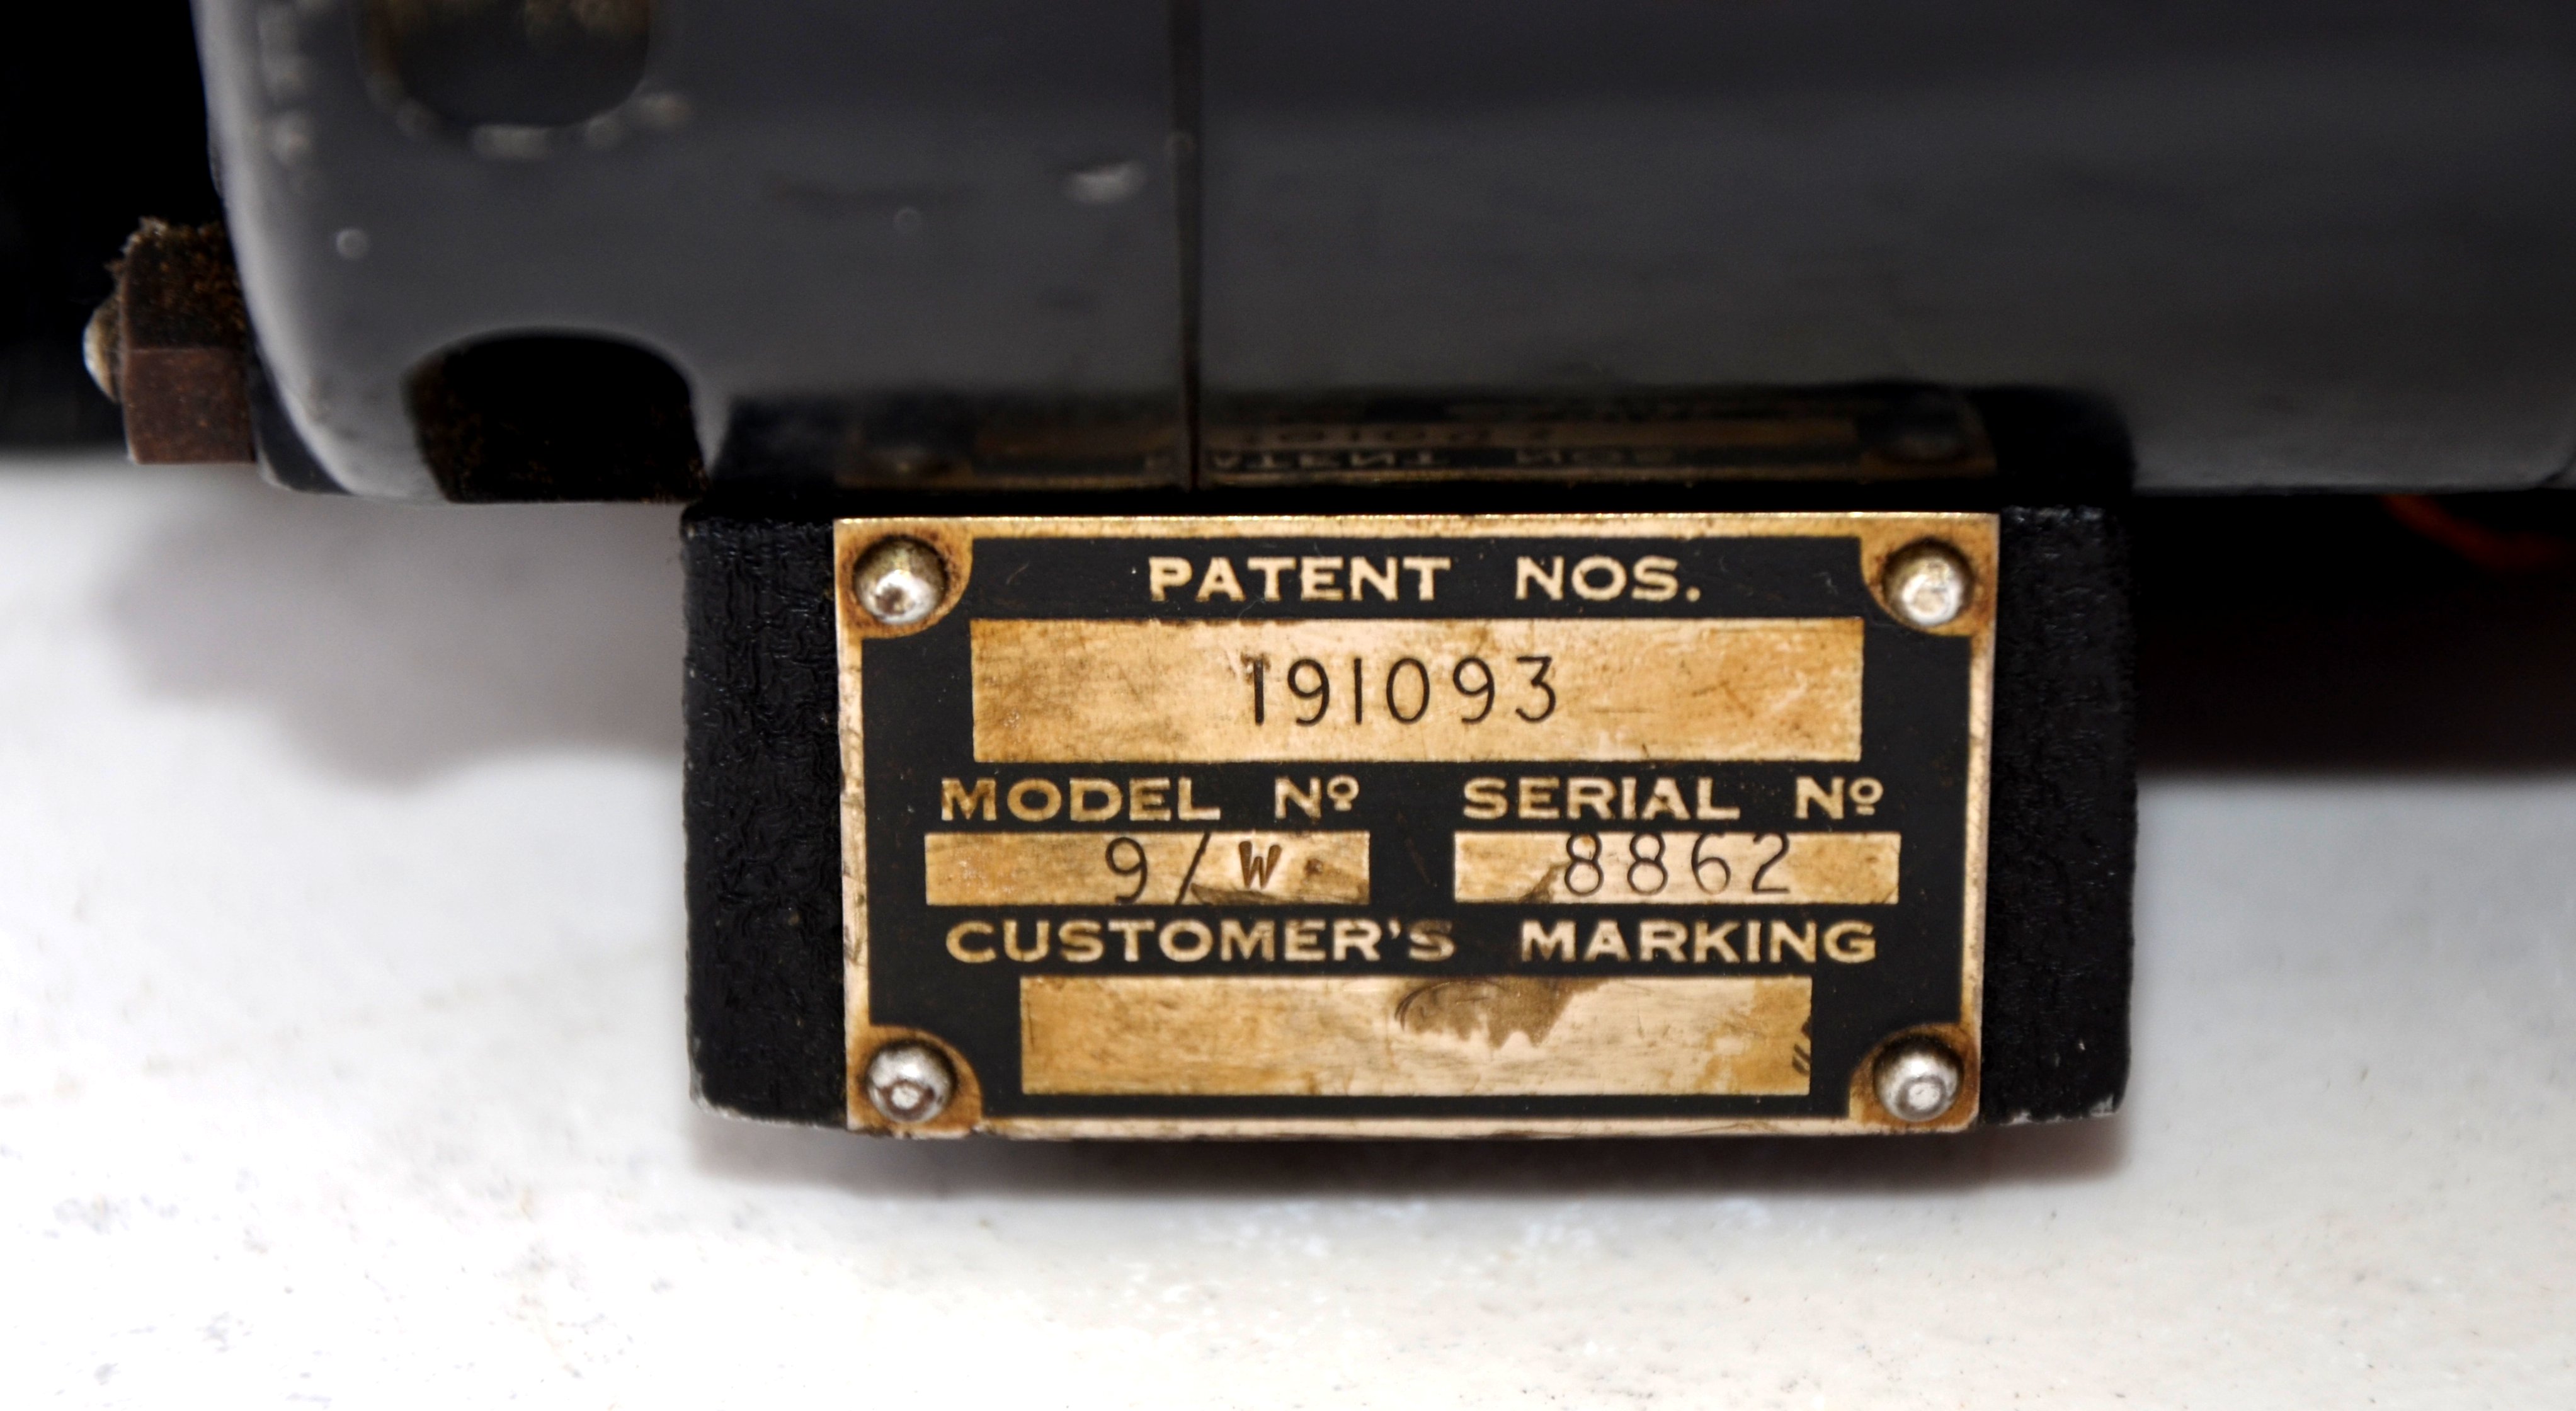 PATENT NOS.
191093
MODEL Nº SERIAL Nº
9/W 8862
CUSTOMER'S MARKING